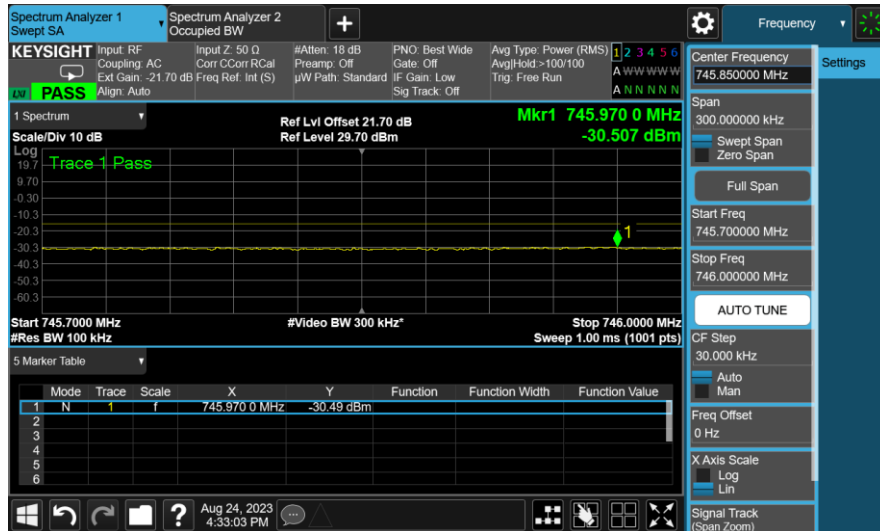 Spectrum Analyzer 1
Swept SA
Spectrum Analyzer 2
Occupied BW
+
Frequency
KEYSIGHT
Input: RF
Coupling: AC
Ext Gain: -21.70 dB
Align: Auto
Input Z: 50 Ω
Corr CCorr RCal
Freq Ref: Int (S)
#Atten: 18 dB
Preamp: Off
µW Path: Standard
PNO: Best Wide
Gate: Off
IF Gain: Low
Sig Track: Off
Avg Type: Power (RMS)
Avg|Hold:>100/100
Trig: Free Run
1 2 3 4 5 6
A W W W W W
A N N N N N
LXI PASS
1 Spectrum
Scale/Div 10 dB
Ref Lvl Offset 21.70 dB
Ref Level 29.70 dBm
Mkr1 745.970 0 MHz
-30.507 dBm
Log
Trace 1 Pass
19.7
9.70
-0.30
-10.3
-20.3
-30.3
-40.3
-50.3
-60.3
1
Start 745.7000 MHz
#Res BW 100 kHz
#Video BW 300 kHz*
Stop 746.0000 MHz
Sweep 1.00 ms (1001 pts)
5 Marker Table
Mode Trace Scale X Y Function Function Width Function Value
1 N 1 f 745.970 0 MHz -30.49 dBm
2
3
4
5
6
Center Frequency
745.850000 MHz
Settings
Span
300.000000 kHz
Swept Span
Zero Span
Full Span
Start Freq
745.700000 MHz
Stop Freq
746.000000 MHz
AUTO TUNE
CF Step
30.000 kHz
Auto
Man
Freq Offset
0 Hz
X Axis Scale
Log
Lin
Signal Track
(Span Zoom)
?
Aug 24, 2023
4:33:03 PM